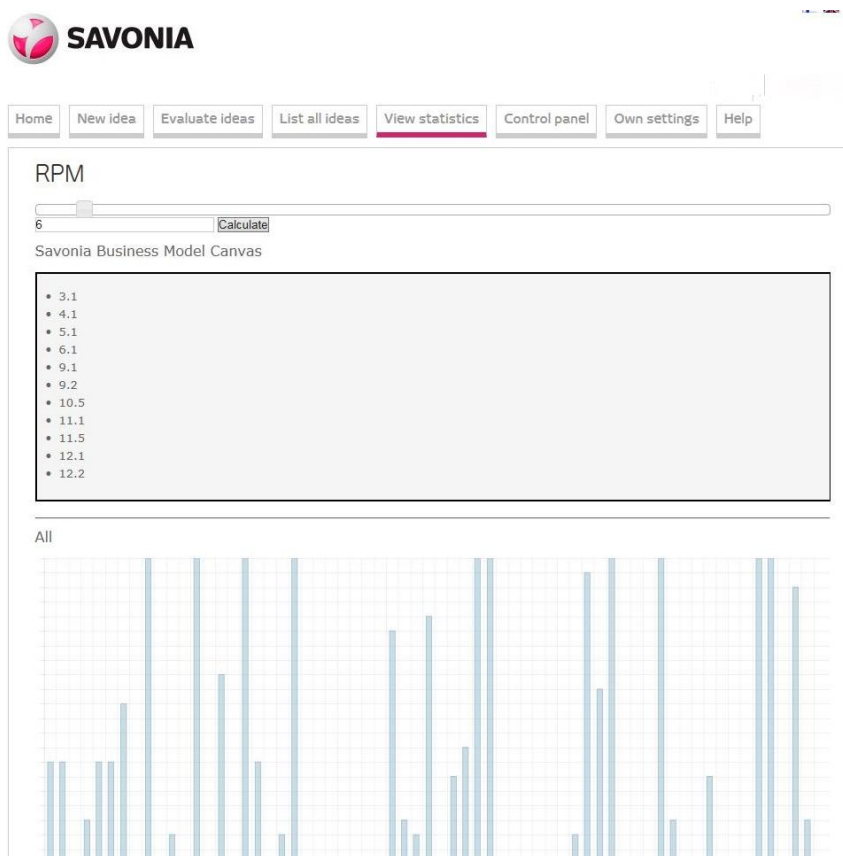 SAVONIA
Home New idea Evaluate ideas List all ideas View statistics Control panel Own settings Help
RPM
6 Calculate
Savonia Business Model Canvas
• 3.1
• 4.1
• 5.1
• 6.1
• 9.1
• 9.2
• 10.5
• 11.1
• 11.5
• 12.1
• 12.2
All